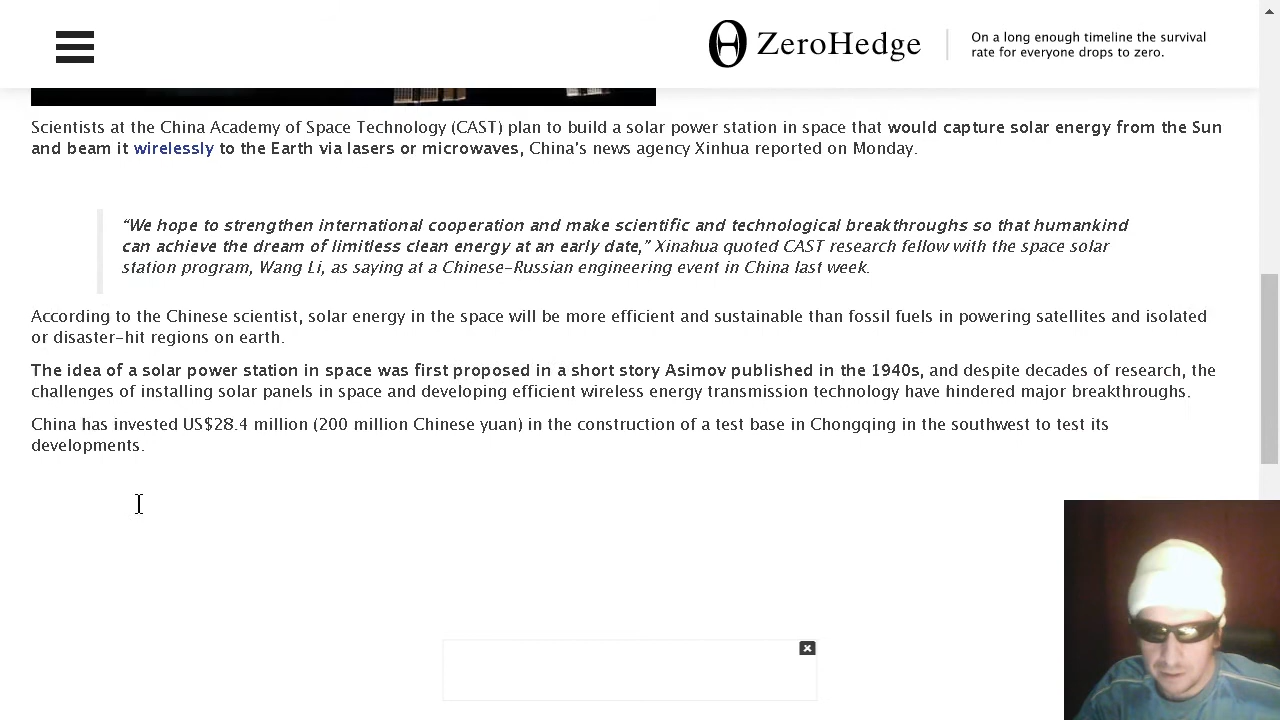 ZeroHedge
On a long enough timeline the survival
rate for everyone drops to zero.
Scientists at the China Academy of Space Technology (CAST) plan to build a solar power station in space that would capture solar energy from the Sun
and beam it wirelessly to the Earth via lasers or microwaves, China's news agency Xinhua reported on Monday.
“We hope to strengthen international cooperation and make scientific and technological breakthroughs so that humankind
can achieve the dream of limitless clean energy at an early date,” Xinahua quoted CAST research fellow with the space solar
station program, Wang Li, as saying at a Chinese-Russian engineering event in China last week.
According to the Chinese scientist, solar energy in the space will be more efficient and sustainable than fossil fuels in powering satellites and isolated
or disaster-hit regions on earth.
The idea of a solar power station in space was first proposed in a short story Asimov published in the 1940s, and despite decades of research, the
challenges of installing solar panels in space and developing efficient wireless energy transmission technology have hindered major breakthroughs.
China has invested US$28.4 million (200 million Chinese yuan) in the construction of a test base in Chongqing in the southwest to test its
developments.